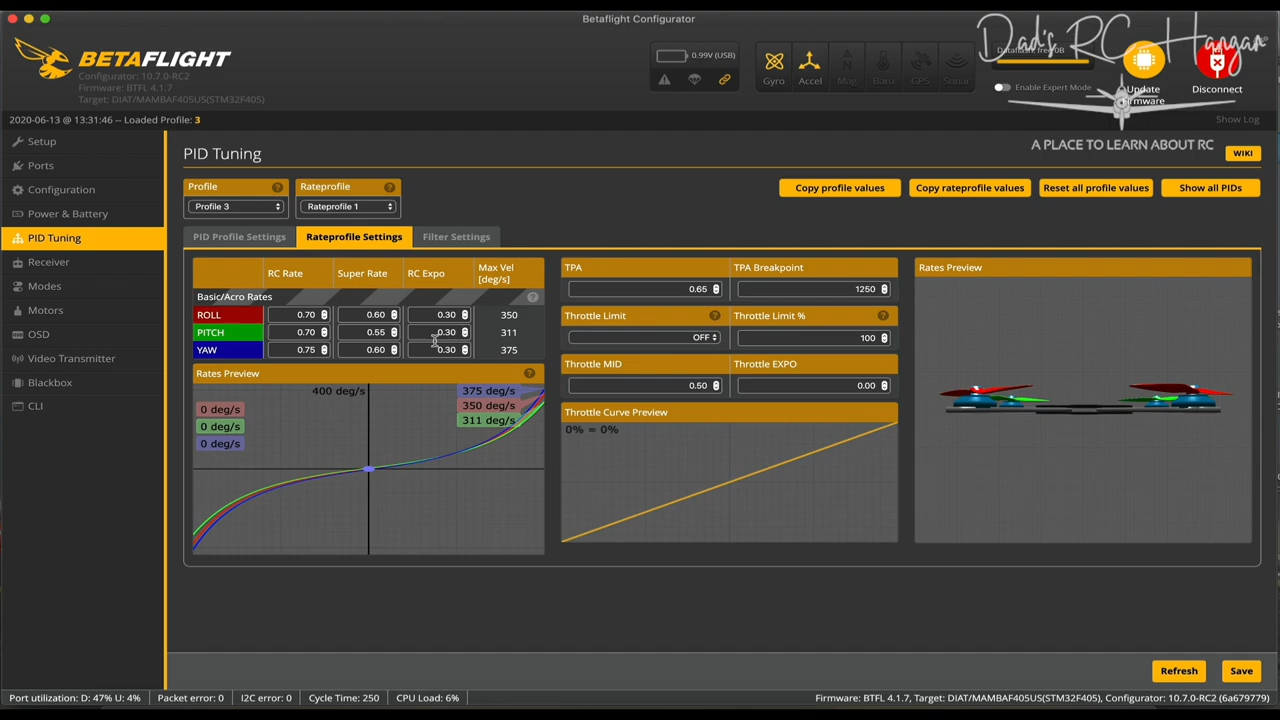 Betaflight Configurator
Dad's RC Hangar
BETAFLIGHT
Configurator: 10.7.0-RC2
Firmware: BTFL 4.1.7
Target: DIAT/MAMBAF405US(STM32F405)
0.99V (USB)
Gyro Accel Mag Baro GPS Sonar
Dataflash: free 0B
Enable Expert Mode
Update Firmware
Disconnect
2020-06-13 @ 13:31:46 -- Loaded Profile: 3
Show Log
A PLACE TO LEARN ABOUT RC
Setup
Ports
Configuration
Power & Battery
PID Tuning
Receiver
Modes
Motors
OSD
Video Transmitter
Blackbox
CLI
PID Tuning
WIKI
Profile
Profile 3
Rateprofile
Rateprofile 1
Copy profile values
Copy rateprofile values
Reset all profile values
Show all PIDs
PID Profile Settings
Rateprofile Settings
Filter Settings
RC Rate Super Rate RC Expo Max Vel [deg/s]
Basic/Acro Rates
ROLL 0.70 0.60 0.30 350
PITCH 0.70 0.55 0.30 311
YAW 0.75 0.60 0.30 375
Rates Preview
400 deg/s
375 deg/s
350 deg/s
311 deg/s
0 deg/s
0 deg/s
0 deg/s
TPA TPA Breakpoint
0.65 1250
Throttle Limit Throttle Limit %
OFF 100
Throttle MID Throttle EXPO
0.50 0.00
Throttle Curve Preview
0% = 0%
Rates Preview
Refresh
Save
Port utilization: D: 47% U: 4% Packet error: 0 I2C error: 0 Cycle Time: 250 CPU Load: 6% Firmware: BTFL 4.1.7, Target: DIAT/MAMBAF405US(STM32F405), Configurator: 10.7.0-RC2 (6a679779)